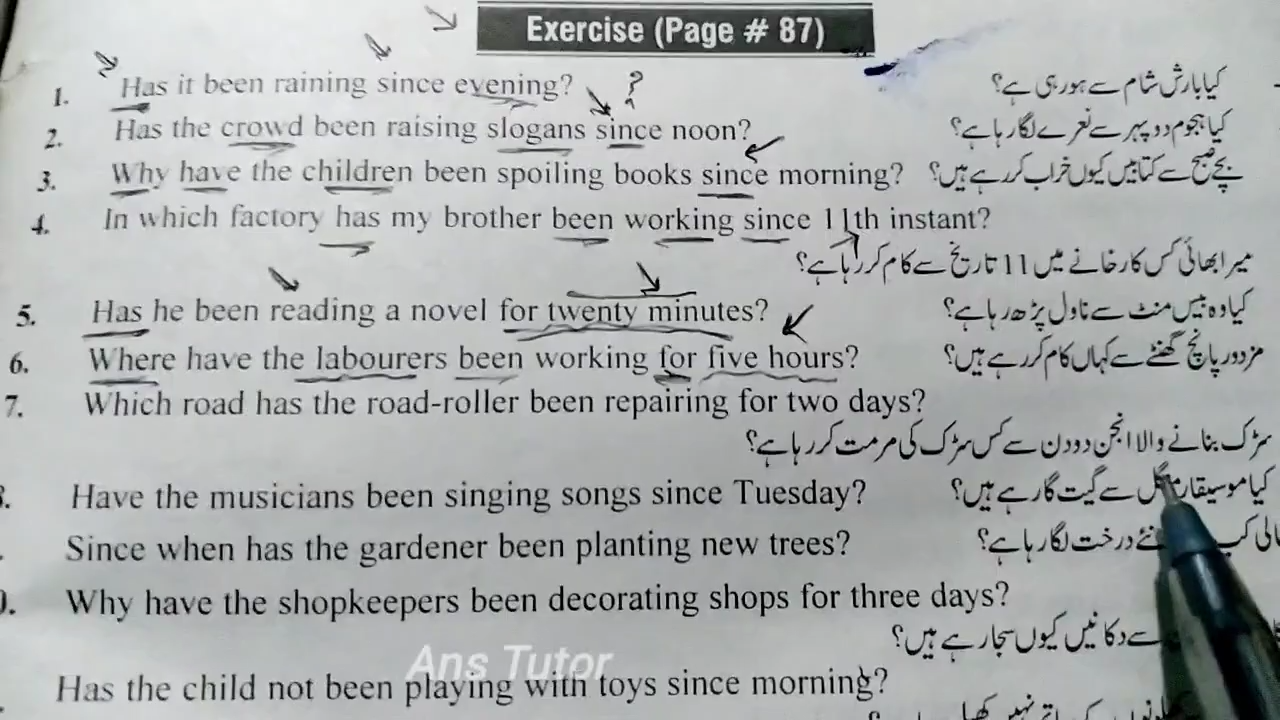 Exercise (Page # 87)
1. Has it been raining since evening? ? کیا بارش شام سے ہو رہی ہے؟
2. Has the crowd been raising slogans since noon? کیا ہجوم دوپہر سے نعرے لگا رہا ہے؟
3. Why have the children been spoiling books since morning? بچے صبح سے کتابیں کیوں خراب کر رہے ہیں؟
4. In which factory has my brother been working since 11th instant?
میرا بھائی کس کارخانے میں 11 تاریخ سے کام کر رہا ہے؟
5. Has he been reading a novel for twenty minutes? کیا وہ بیس منٹ سے ناول پڑھ رہا ہے؟
6. Where have the labourers been working for five hours? مزدور پانچ گھنٹے سے کہاں کام کر رہے ہیں؟
7. Which road has the road-roller been repairing for two days?
سڑک بنانے والا انجن دو دن سے کس سڑک کی مرمت کر رہا ہے؟
Have the musicians been singing songs since Tuesday? کیا موسیقار منگل سے گیت گا رہے ہیں؟
Since when has the gardener been planting new trees? کب نئے درخت لگا رہا ہے؟
Why have the shopkeepers been decorating shops for three days?
سے دکانیں کیوں سجا رہے ہیں؟
Ans Tutor
Has the child not been playing with toys since morning?